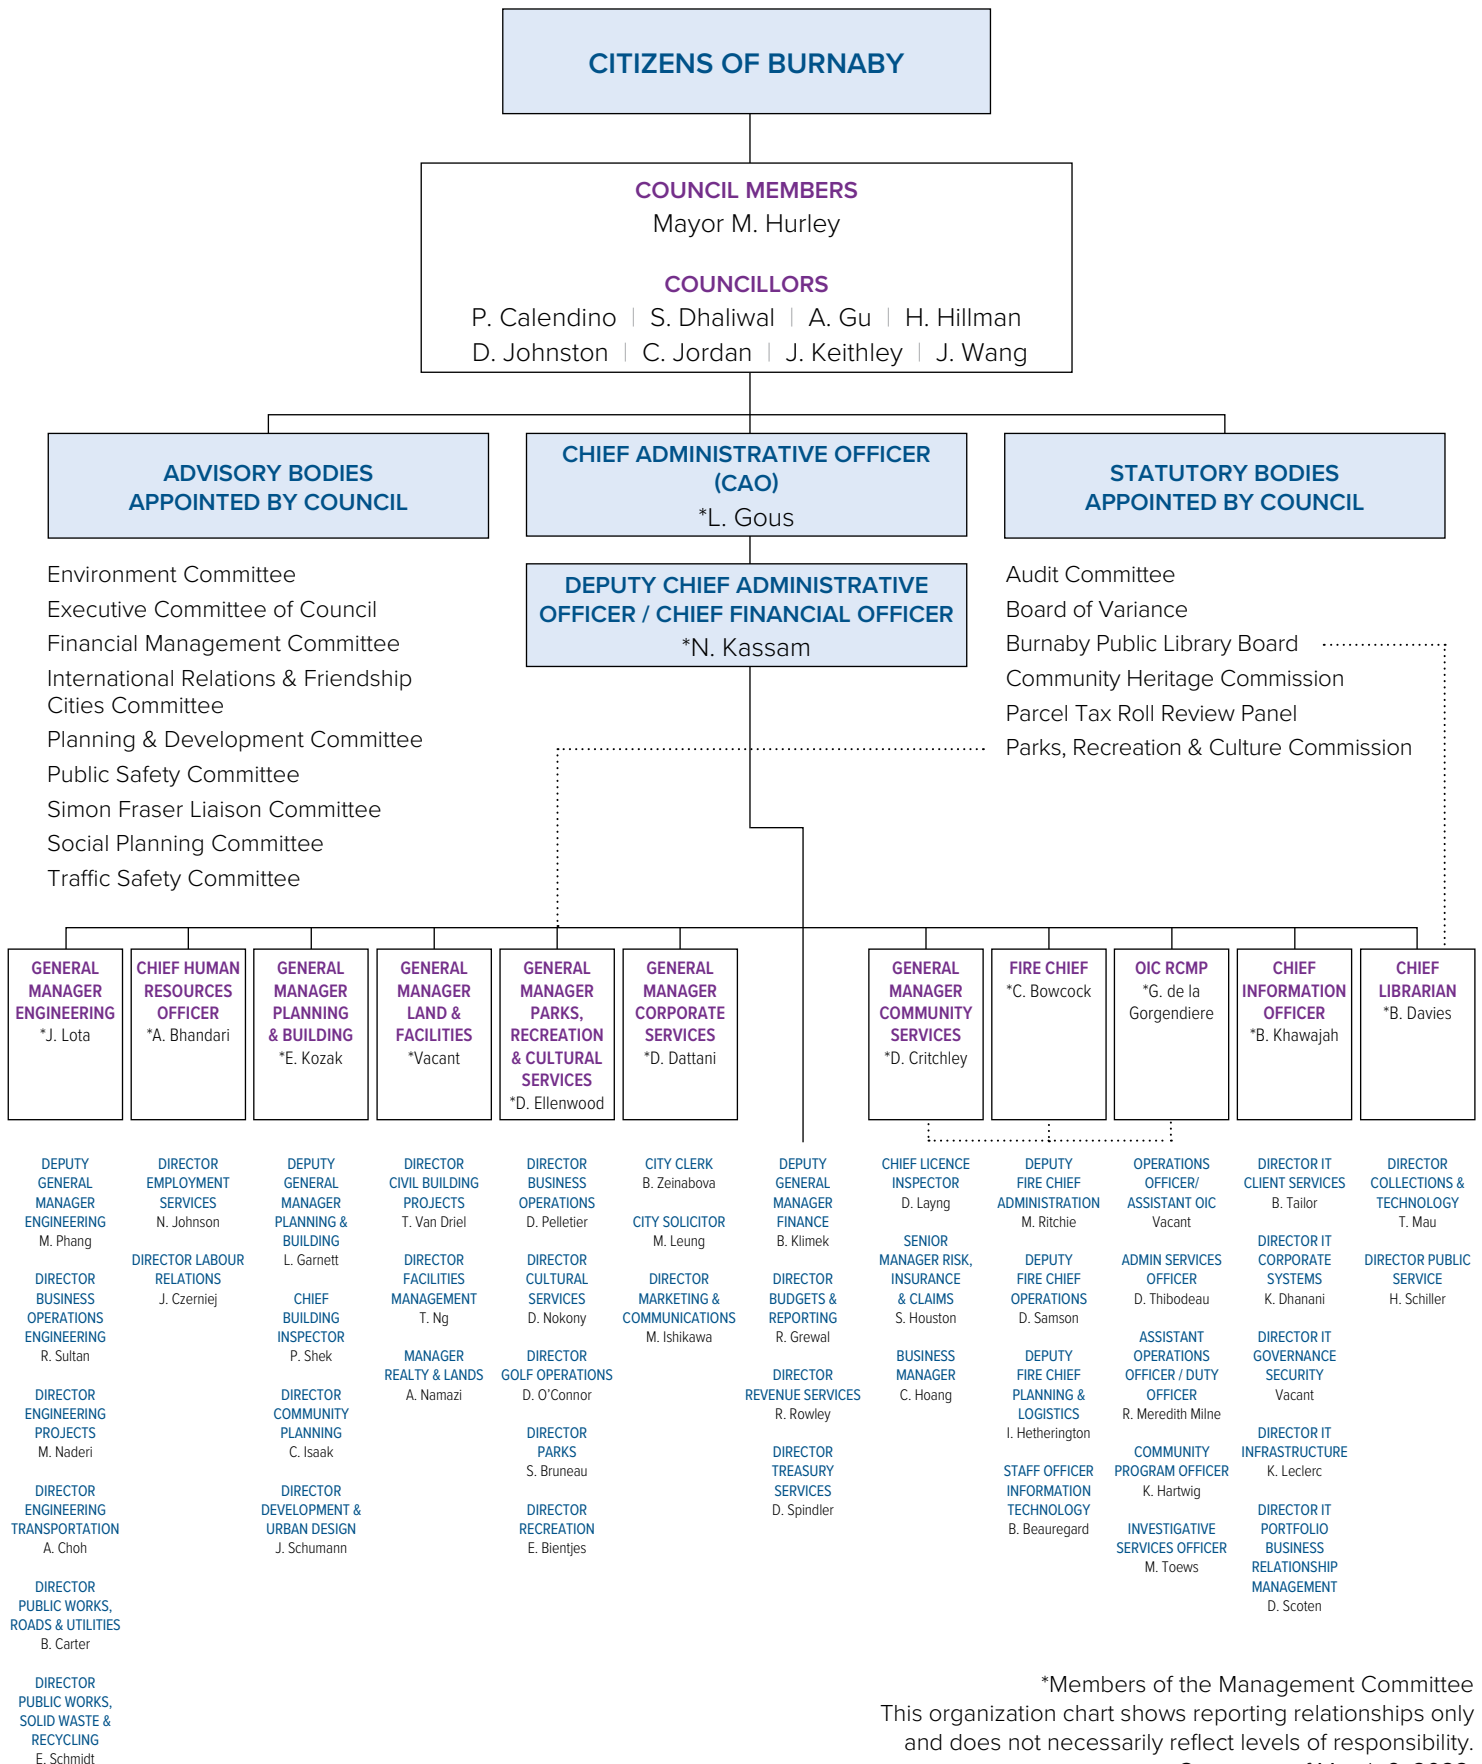 CITIZENS OF BURNABY
COUNCIL MEMBERS
Mayor M. Hurley
COUNCILLORS
P. Calendino | S. Dhaliwal | A. Gu | H. Hillman
D. Johnston | C. Jordan | J. Keithley | J. Wang
ADVISORY BODIES
APPOINTED BY COUNCIL
Environment Committee
Executive Committee of Council
Financial Management Committee
International Relations & Friendship
Cities Committee
Planning & Development Committee
Public Safety Committee
Simon Fraser Liaison Committee
Social Planning Committee
Traffic Safety Committee
CHIEF ADMINISTRATIVE OFFICER
(CAO)
*L. Gous
DEPUTY CHIEF ADMINISTRATIVE
OFFICER / CHIEF FINANCIAL OFFICER
*N. Kassam
STATUTORY BODIES
APPOINTED BY COUNCIL
Audit Committee
Board of Variance
Burnaby Public Library Board
Community Heritage Commission
Parcel Tax Roll Review Panel
Parks, Recreation & Culture Commission
GENERAL
MANAGER
ENGINEERING
*J. Lota
DEPUTY
GENERAL
MANAGER
ENGINEERING
M. Phang
DIRECTOR
BUSINESS
OPERATIONS
ENGINEERING
R. Sultan
DIRECTOR
ENGINEERING
PROJECTS
M. Naderi
DIRECTOR
ENGINEERING
TRANSPORTATION
A. Choh
DIRECTOR
PUBLIC WORKS,
ROADS & UTILITIES
B. Carter
DIRECTOR
PUBLIC WORKS,
SOLID WASTE &
RECYCLING
E. Schmidt
CHIEF HUMAN
RESOURCES
OFFICER
*A. Bhandari
DIRECTOR
EMPLOYMENT
SERVICES
N. Johnson
DIRECTOR LABOUR
RELATIONS
J. Czerniej
GENERAL
MANAGER
PLANNING
& BUILDING
*E. Kozak
DEPUTY
GENERAL
MANAGER
PLANNING &
BUILDING
L. Garnett
CHIEF
BUILDING
INSPECTOR
P. Shek
DIRECTOR
COMMUNITY
PLANNING
C. Isaak
DIRECTOR
DEVELOPMENT &
URBAN DESIGN
J. Schumann
GENERAL
MANAGER
LAND &
FACILITIES
*Vacant
DIRECTOR
CIVIL BUILDING
PROJECTS
T. Van Driel
DIRECTOR
FACILITIES
MANAGEMENT
T. Ng
MANAGER
REALTY & LANDS
A. Namazi
GENERAL
MANAGER
PARKS,
RECREATION
& CULTURAL
SERVICES
*D. Ellenwood
DIRECTOR
BUSINESS
OPERATIONS
D. Pelletier
DIRECTOR
CULTURAL
SERVICES
D. Nokony
DIRECTOR
GOLF OPERATIONS
D. O'Connor
DIRECTOR
PARKS
S. Bruneau
DIRECTOR
RECREATION
E. Bientjes
GENERAL
MANAGER
CORPORATE
SERVICES
*D. Dattani
CITY CLERK
B. Zeinabova
CITY SOLICITOR
M. Leung
DIRECTOR
MARKETING &
COMMUNICATIONS
M. Ishikawa
DEPUTY
GENERAL
MANAGER
FINANCE
B. Klimek
DIRECTOR
BUDGETS &
REPORTING
R. Grewal
DIRECTOR
REVENUE SERVICES
R. Rowley
DIRECTOR
TREASURY
SERVICES
D. Spindler
GENERAL
MANAGER
COMMUNITY
SERVICES
*D. Critchley
CHIEF LICENCE
INSPECTOR
D. Layng
SENIOR
MANAGER RISK,
INSURANCE
& CLAIMS
S. Houston
BUSINESS
MANAGER
C. Hoang
FIRE CHIEF
*C. Bowcock
DEPUTY
FIRE CHIEF
ADMINISTRATION
M. Ritchie
DEPUTY
FIRE CHIEF
OPERATIONS
D. Samson
DEPUTY
FIRE CHIEF
PLANNING &
LOGISTICS
I. Hetherington
STAFF OFFICER
INFORMATION
TECHNOLOGY
B. Beauregard
OIC RCMP
*G. de la
Gorgendiere
OPERATIONS
OFFICER/
ASSISTANT OIC
Vacant
ADMIN SERVICES
OFFICER
D. Thibodeau
ASSISTANT
OPERATIONS
OFFICER / DUTY
OFFICER
R. Meredith Milne
COMMUNITY
PROGRAM OFFICER
K. Hartwig
INVESTIGATIVE
SERVICES OFFICER
M. Toews
CHIEF
INFORMATION
OFFICER
*B. Khawajah
DIRECTOR IT
CLIENT SERVICES
B. Tailor
DIRECTOR IT
CORPORATE
SYSTEMS
K. Dhanani
DIRECTOR IT
GOVERNANCE
SECURITY
Vacant
DIRECTOR IT
INFRASTRUCTURE
K. Leclerc
DIRECTOR IT
PORTFOLIO
BUSINESS
RELATIONSHIP
MANAGEMENT
D. Scoten
CHIEF
LIBRARIAN
*B. Davies
DIRECTOR
COLLECTIONS &
TECHNOLOGY
T. Mau
DIRECTOR PUBLIC
SERVICE
H. Schiller
*Members of the Management Committee
This organization chart shows reporting relationships only
and does not necessarily reflect levels of responsibility.